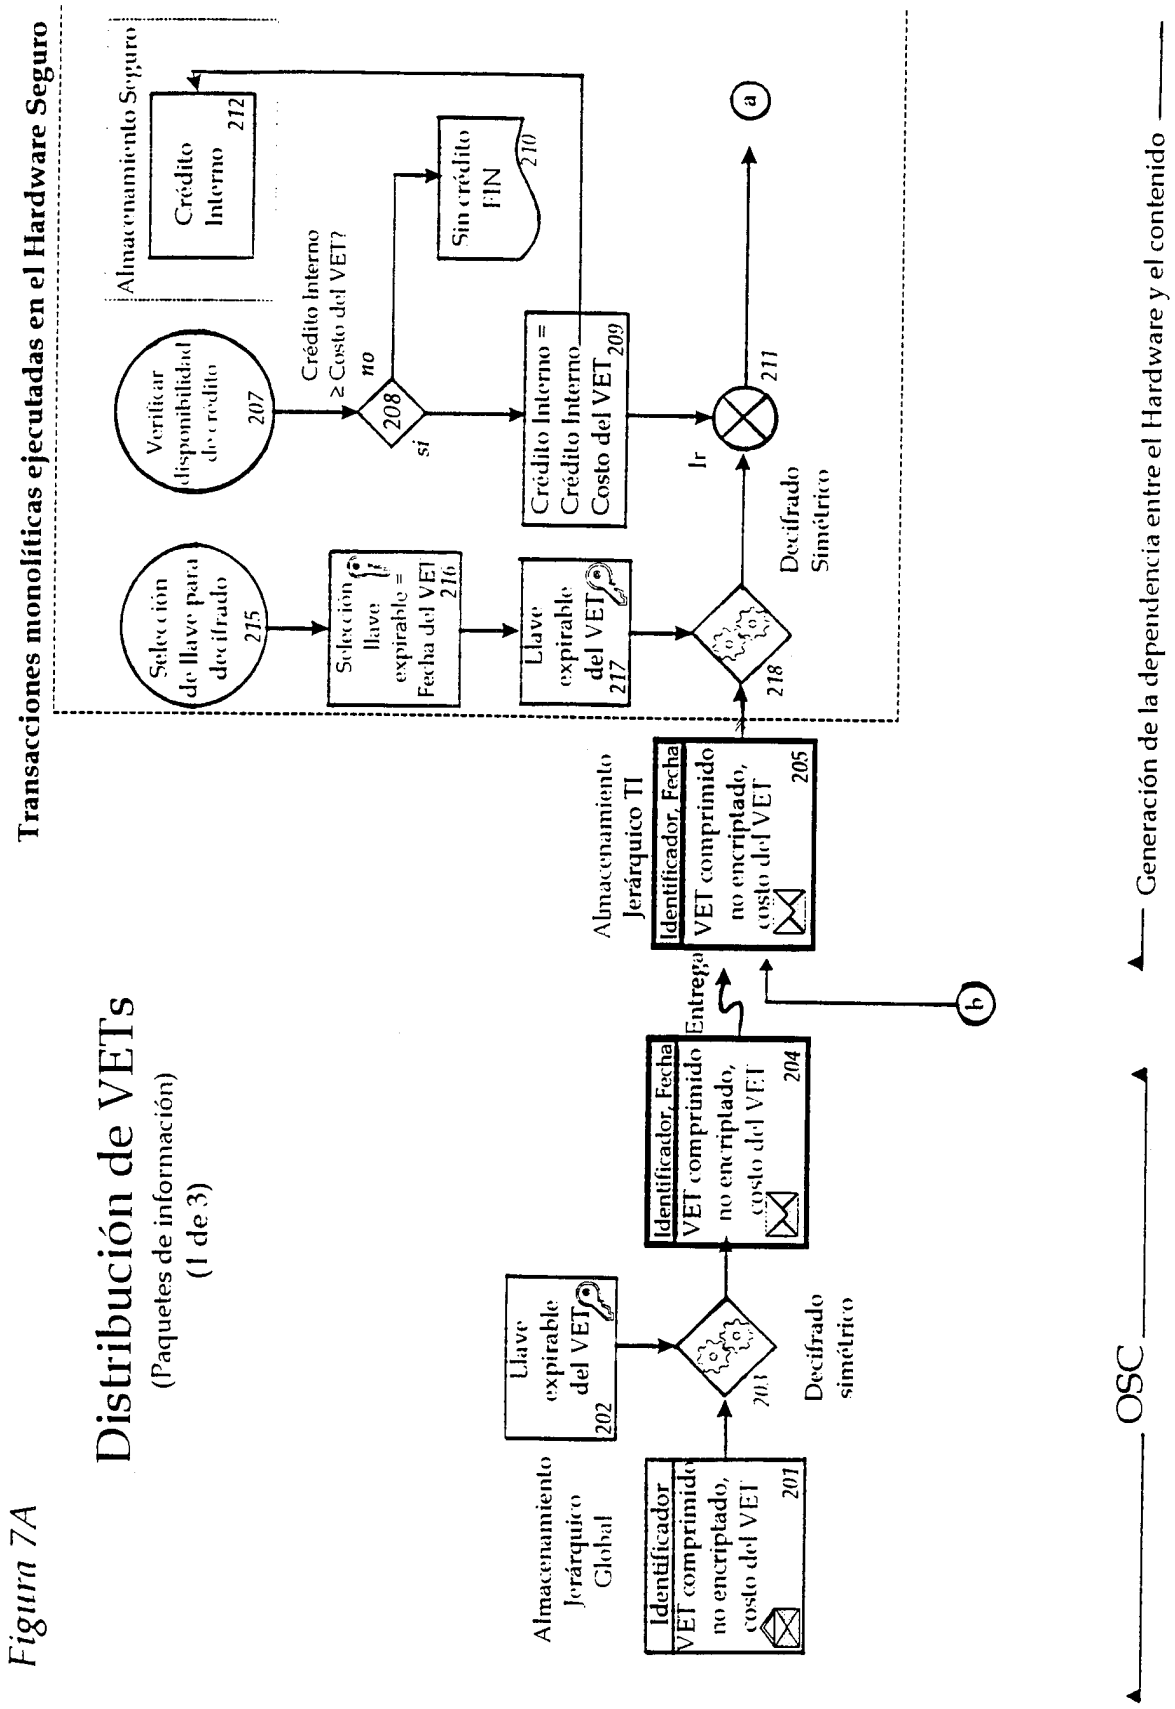 Figura 7A
Distribución de VETs
(Paquetes de información)
(1 de 3)
Transacciones monolíticas ejecutadas en el Hardware Seguro
Almacenamiento
Jerárquico
Global
Identificador
VET comprimido
no encriptado,
costo del VET
201
Llave
expirable
del VET
202
203
Decifrado
simétrico
Identificador, Fecha
VET comprimido
no encriptado,
costo del VET
204
Entrega
b
Almacenamiento
Jerárquico TI
Identificador, Fecha
VET comprimido
no encriptado,
costo del VET
205
Selección
de llave para
decifrado
215
Selección
llave
expirable =
Fecha del VET
216
Llave
expirable
del VET
217
218
Decifrado
Simétrico
Verificar
disponibilidad
de crédito
207
Crédito Interno
≥ Costo del VET?
208
no
sí
Crédito Interno =
Crédito Interno
Costo del VET
209
Ir
211
Almacenamiento Seguro
Crédito
Interno
212
Sin crédito
FIN
210
a
OSC
Generación de la dependencia entre el Hardware y el contenido